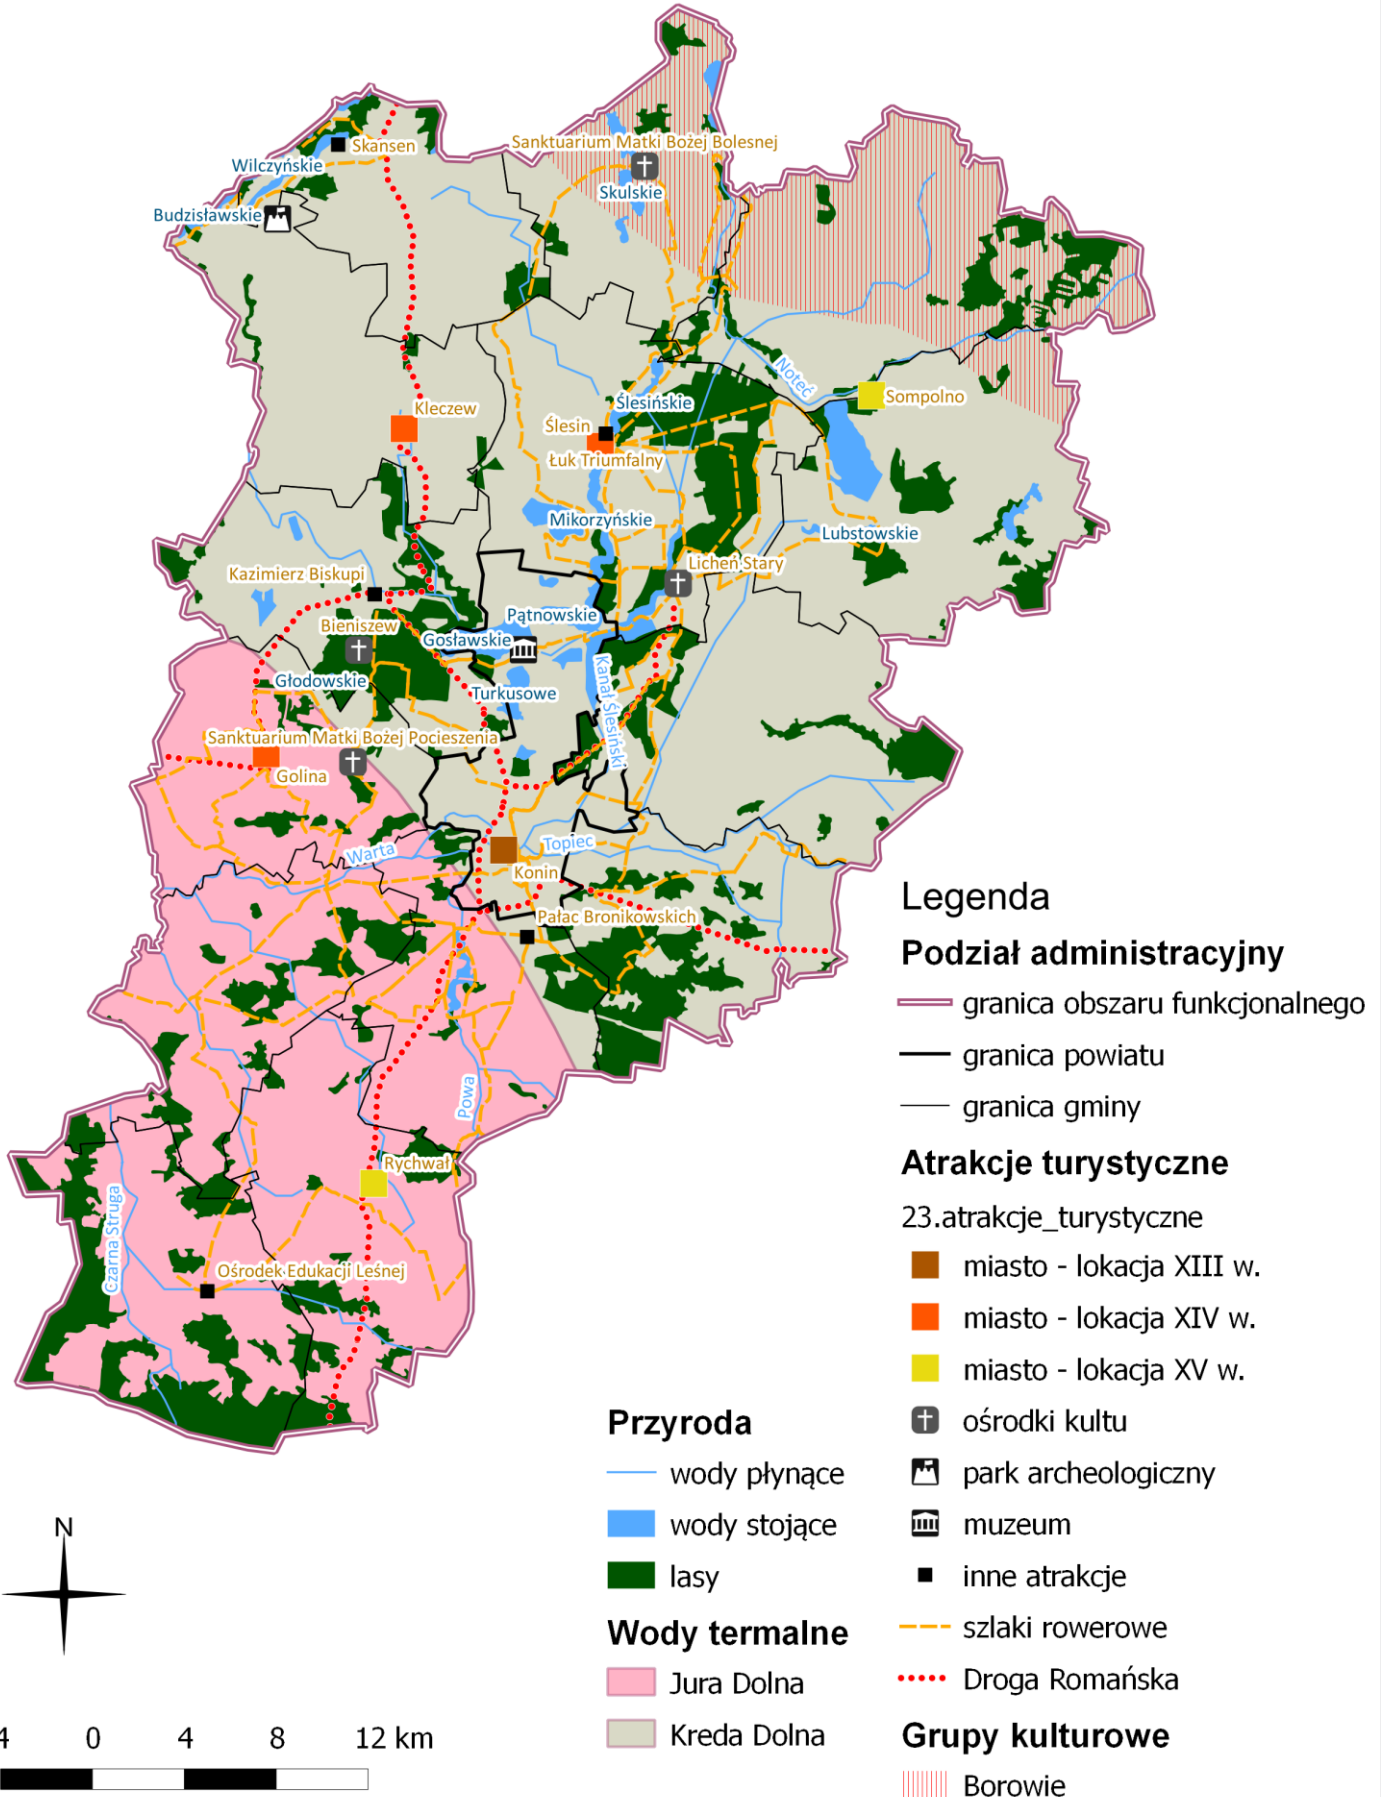 Sanktuarium Matki Bożej Bolesnej
Skansen
Wilczyńskie
Skulskie
Budzisławskie
Noteć
Sompolno
Ślesińskie
Kleczew
Ślesin
Łuk Triumfalny
Mikorzyńskie
Lubstowskie
Licheń Stary
Kazimierz Biskupi
Pątnowskie
Bieniszew
Gosławskie
Kanał Ślesiński
Głodowskie
Turkusowe
Sanktuarium Matki Bożej Pocieszenia
Golina
Warta
Topiec
Konin
Pałac Bronikowskich
Powa
Rychwał
Czarna Struga
Ośrodek Edukacji Leśnej
Legenda
Podział administracyjny
granica obszaru funkcjonalnego
granica powiatu
granica gminy
Atrakcje turystyczne
23.atrakcje_turystyczne
miasto - lokacja XIII w.
miasto - lokacja XIV w.
miasto - lokacja XV w.
ośrodki kultu
park archeologiczny
muzeum
inne atrakcje
szlaki rowerowe
Droga Romańska
Grupy kulturowe
Borowie
Przyroda
wody płynące
wody stojące
lasy
Wody termalne
Jura Dolna
Kreda Dolna
N
4 0 4 8 12 km